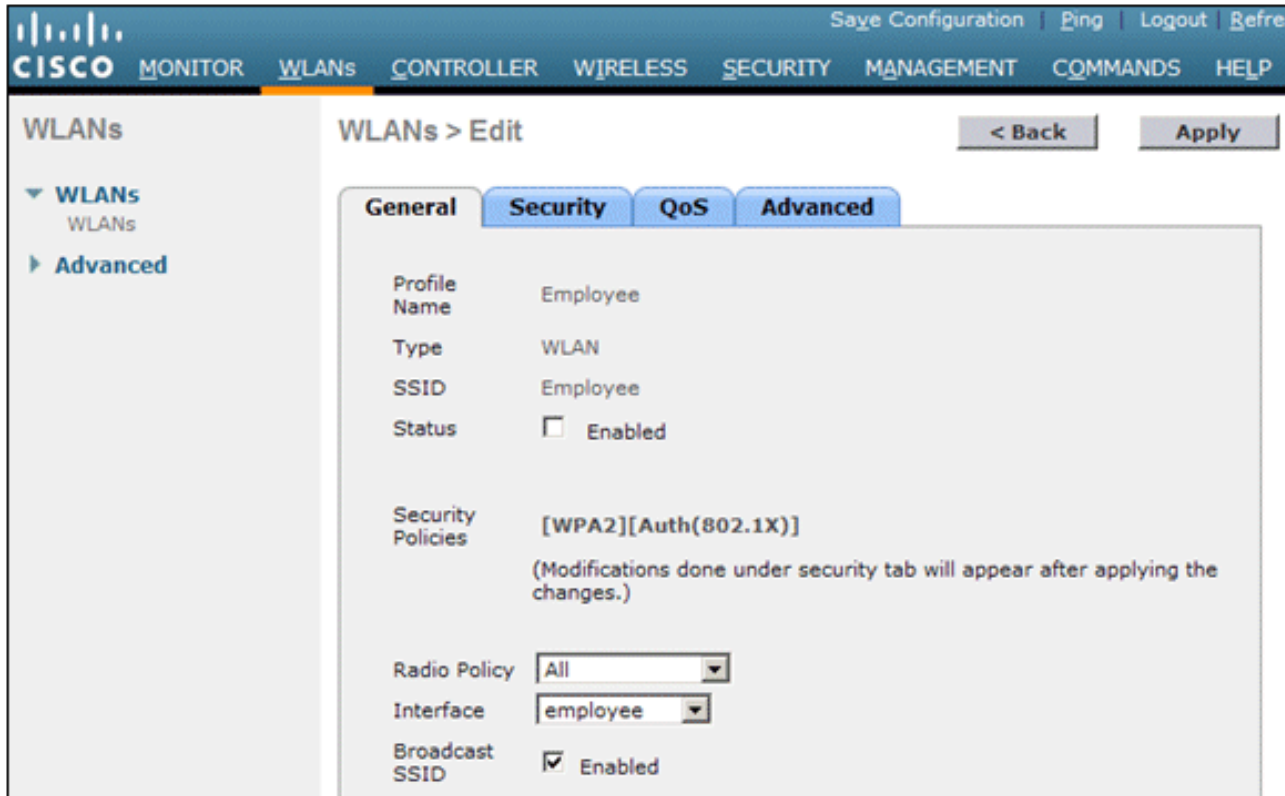 Save Configuration | Ping | Logout | Refre
CISCO MONITOR WLANs CONTROLLER WIRELESS SECURITY MANAGEMENT COMMANDS HELP
WLANs
WLANs > Edit
< Back
Apply
WLANs
WLANs
Advanced
General Security QoS Advanced
Profile
Name
Employee
Type WLAN
SSID Employee
Status Enabled
Security
Policies
[WPA2][Auth(802.1X)]
(Modifications done under security tab will appear after applying the
changes.)
Radio Policy All
Interface employee
Broadcast
SSID
Enabled